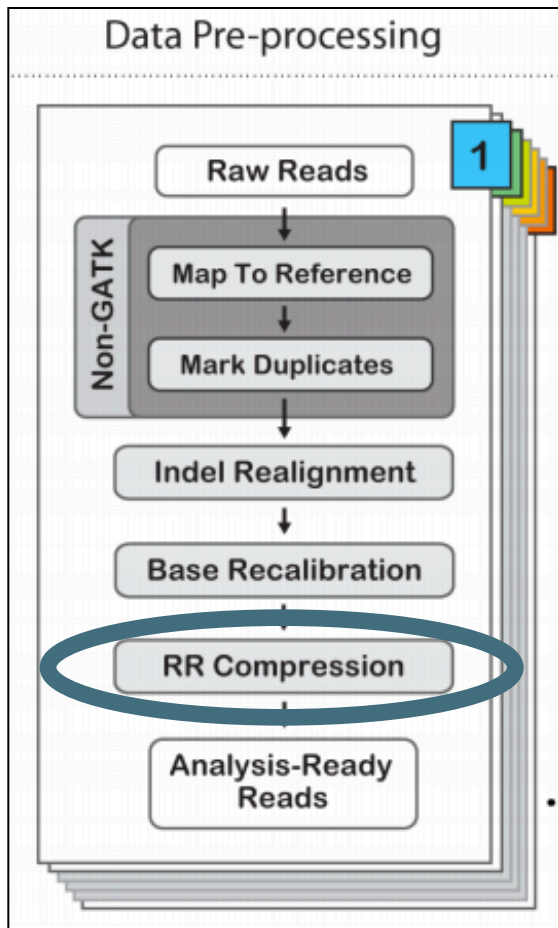 Data Pre-processing
1
Raw Reads
Non-GATK
Map To Reference
Mark Duplicates
Indel Realignment
Base Recalibration
RR Compression
Analysis-Ready
Reads